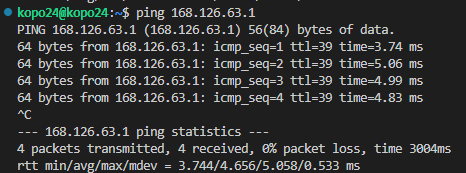 kopo24@kopo24:~$ ping 168.126.63.1
PING 168.126.63.1 (168.126.63.1) 56(84) bytes of data.
64 bytes from 168.126.63.1: icmp_seq=1 ttl=39 time=3.74 ms
64 bytes from 168.126.63.1: icmp_seq=2 ttl=39 time=5.06 ms
64 bytes from 168.126.63.1: icmp_seq=3 ttl=39 time=4.99 ms
64 bytes from 168.126.63.1: icmp_seq=4 ttl=39 time=4.83 ms
^C
--- 168.126.63.1 ping statistics ---
4 packets transmitted, 4 received, 0% packet loss, time 3004ms
rtt min/avg/max/mdev = 3.744/4.656/5.058/0.533 ms